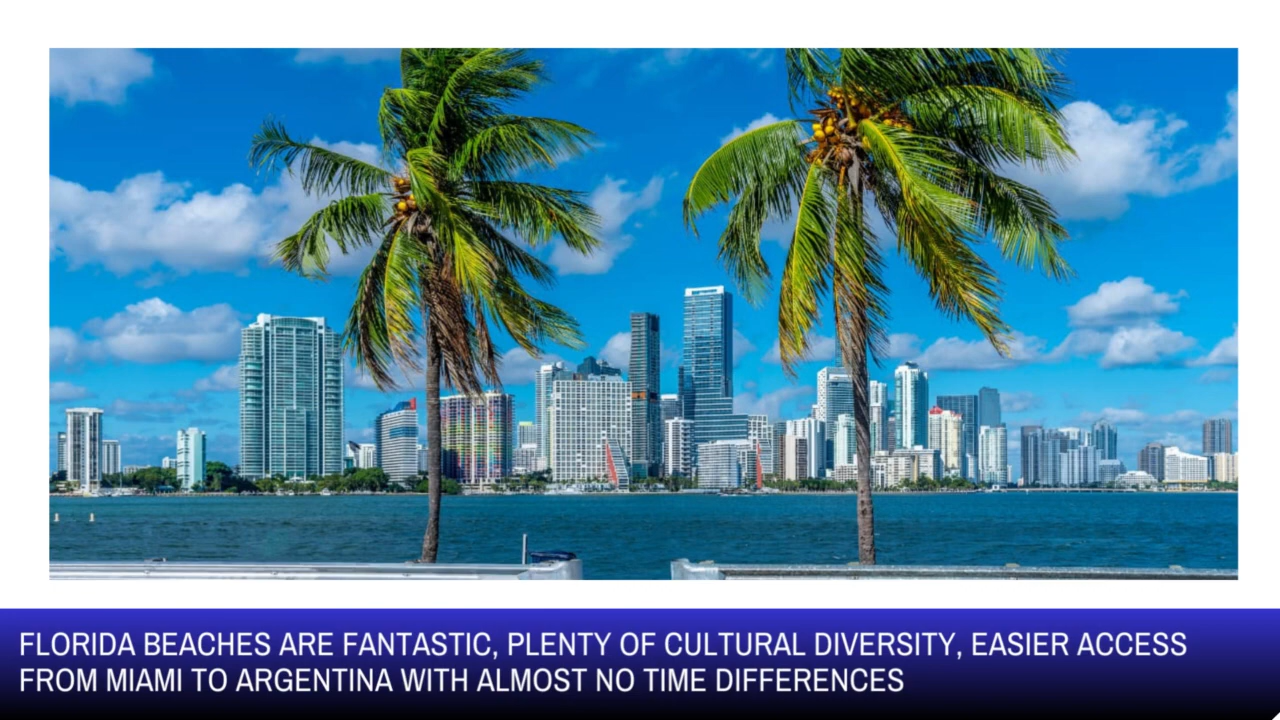 FLORIDA BEACHES ARE FANTASTIC, PLENTY OF CULTURAL DIVERSITY, EASIER ACCESS
FROM MIAMI TO ARGENTINA WITH ALMOST NO TIME DIFFERENCES